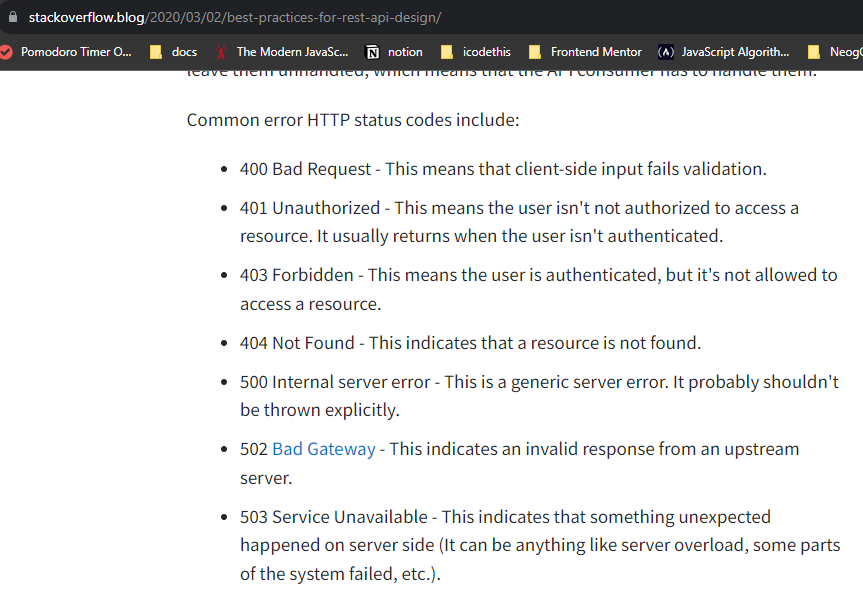 stackoverflow.blog/2020/03/02/best-practices-for-rest-api-design/
Pomodoro Timer O... docs The Modern JavaSc... notion icodethis Frontend Mentor JavaScript Algorith... NeogC
leave them unhandled, which means that the API consumer has to handle them.
Common error HTTP status codes include:
• 400 Bad Request - This means that client-side input fails validation.
• 401 Unauthorized - This means the user isn't not authorized to access a
resource. It usually returns when the user isn't authenticated.
• 403 Forbidden - This means the user is authenticated, but it's not allowed to
access a resource.
• 404 Not Found - This indicates that a resource is not found.
• 500 Internal server error - This is a generic server error. It probably shouldn't
be thrown explicitly.
• 502 Bad Gateway - This indicates an invalid response from an upstream
server.
• 503 Service Unavailable - This indicates that something unexpected
happened on server side (It can be anything like server overload, some parts
of the system failed, etc.).